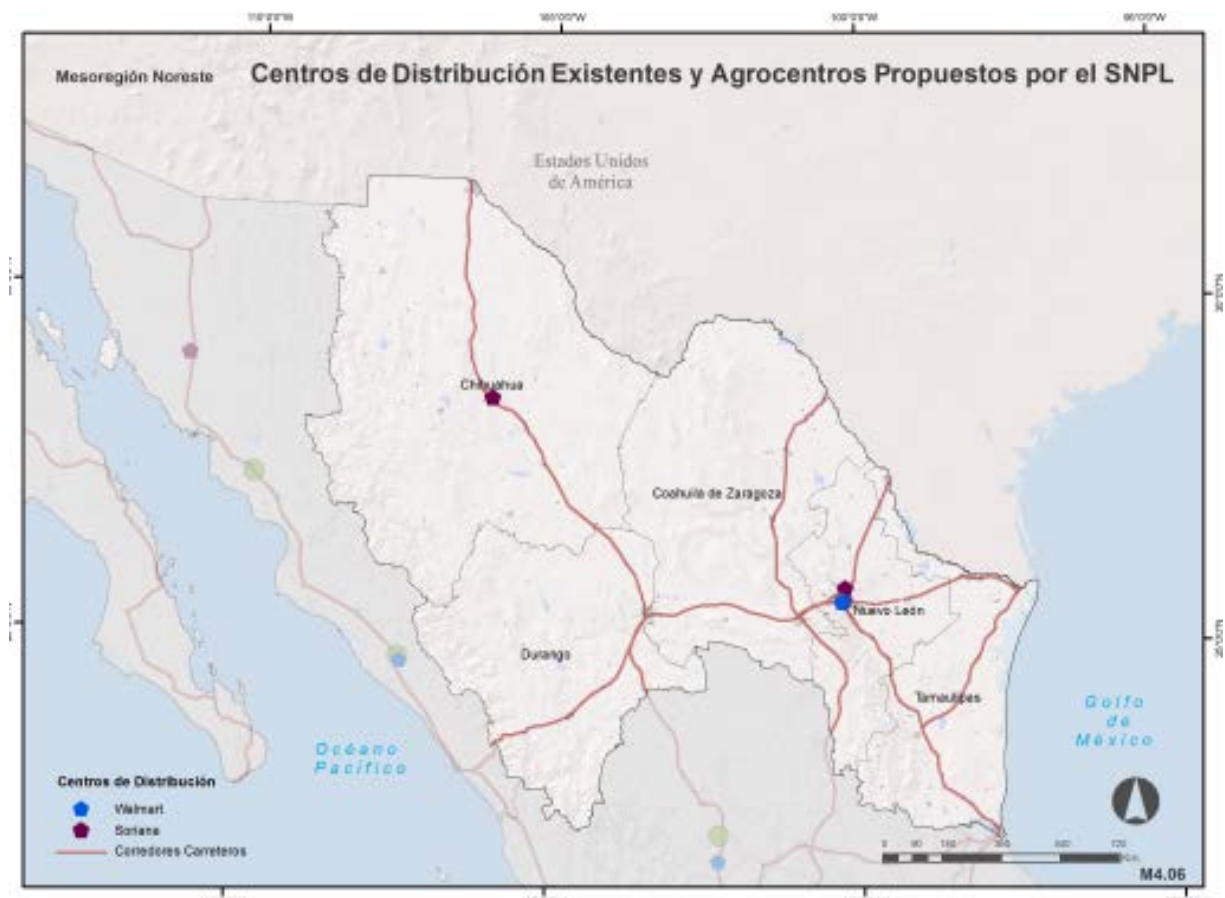 Mesoregión Noreste
Centros de Distribución Existentes y Agrocentros Propuestos por el SNPL
Estados Unidos
de América
Chihuahua
Coahuila de Zaragoza
Nuevo León
Durango
Tamaulipas
Golfo
de
México
Océano
Pacífico
Centros de Distribución
Walmart
Soriana
Corredores Carreteros
M4.06